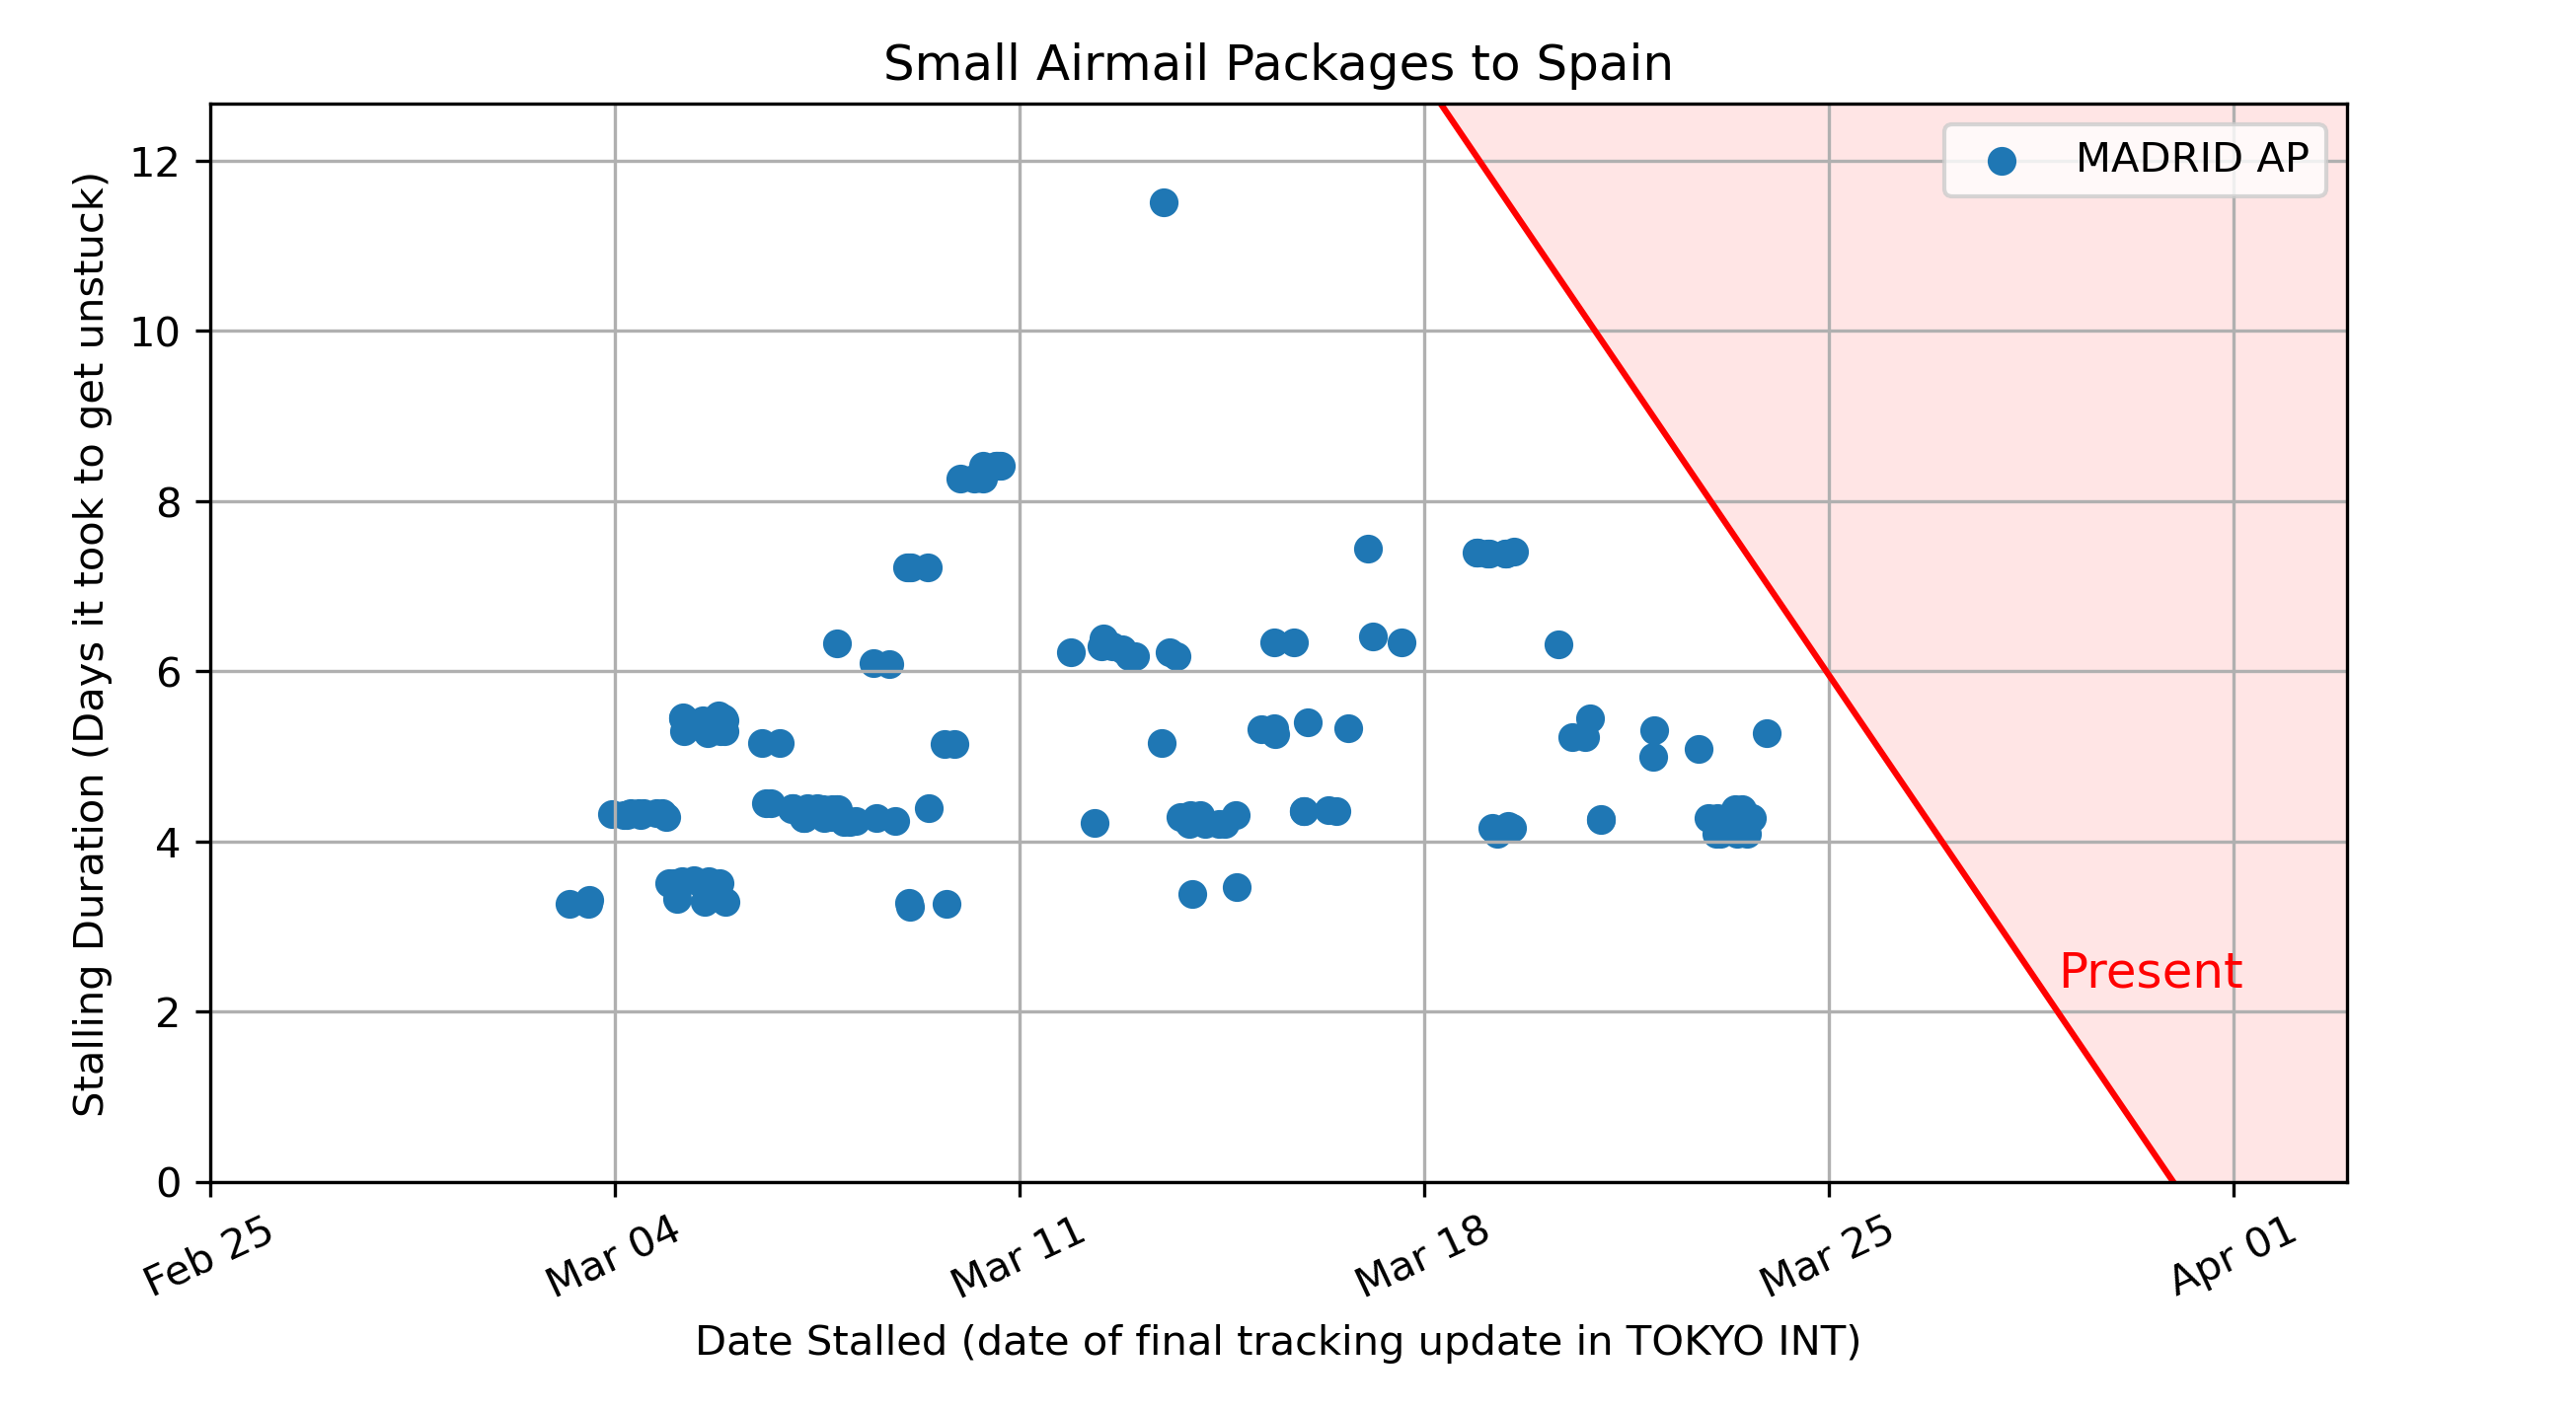 Small Airmail Packages to Spain
MADRID AP
Stalling Duration (Days it took to get unstuck)
12
10
8
6
4
2
0
Present
Feb 25
Mar 04
Mar 11
Mar 18
Mar 25
Apr 01
Date Stalled (date of final tracking update in TOKYO INT)